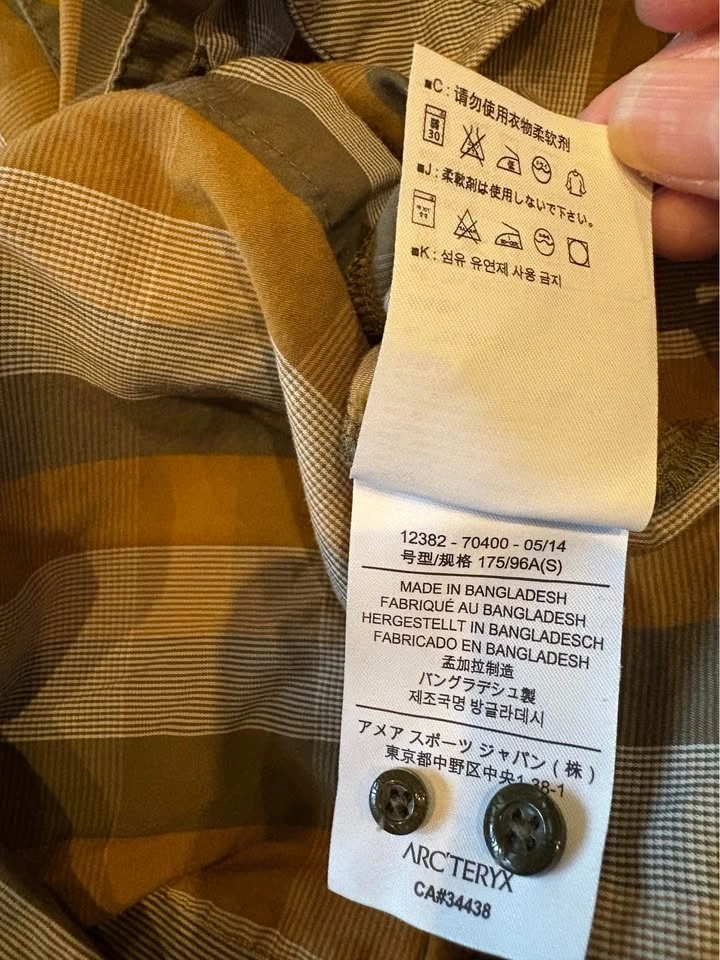 ■C : 请勿使用衣物柔软剂
30
■J : 柔軟剤は使用しないで下さい。
■K : 섬유 유연제 사용 금지
12382 - 70400 - 05/14
号型/规格 175/96A(S)
MADE IN BANGLADESH
FABRIQUÉ AU BANGLADESH
HERGESTELLT IN BANGLADESCH
FABRICADO EN BANGLADESH
孟加拉制造
バングラデシュ製
제조국명 방글라데시
アメア スポーツ ジャパン ( 株 )
東京都中野区中央1-38-1
ARC'TERYX
CA#34438